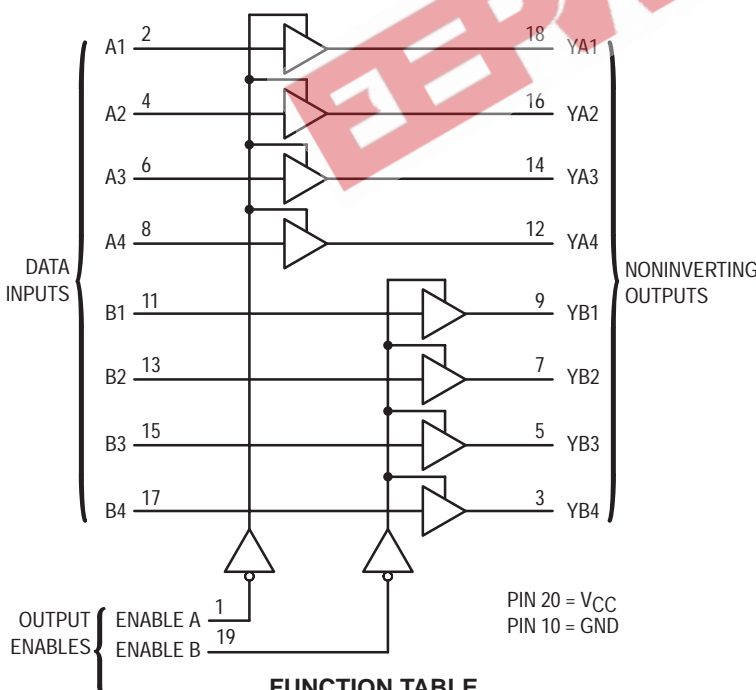 A1 2 18 YA1
A2 4 16 YA2
A3 6 14 YA3
A4 8 12 YA4
DATA
INPUTS
NONINVERTING
OUTPUTS
B1 11 9 YB1
B2 13 7 YB2
B3 15 5 YB3
B4 17 3 YB4
OUTPUT
ENABLES
ENABLE A 1
ENABLE B 19
PIN 20 = VCC
PIN 10 = GND
FUNCTION TABLE